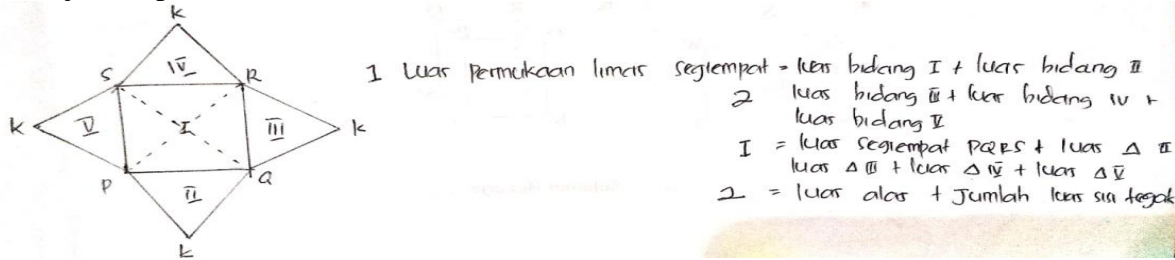 k
S
IV
R
k
V
I
III
k
P
II
Q
k
1 Luas Permukaan limas segiempat = luas bidang I + luas bidang II
2 luas bidang III + luas bidang IV +
luas bidang V
I = luas segiempat PQRS + luas Δ II
luas Δ III + luas Δ IV + luas Δ V
2 = luas alas + Jumlah luas sisi tegak